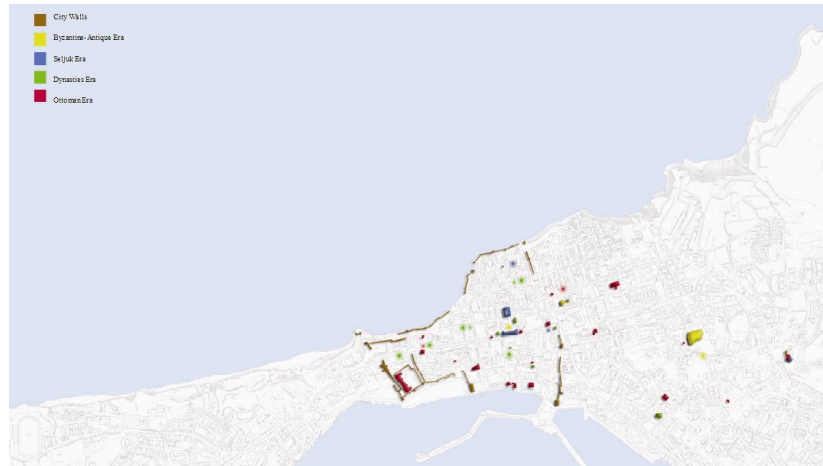 City Walls
Byzantine-Antique Era
Seljuk Era
Dynasties Era
Ottoman Era